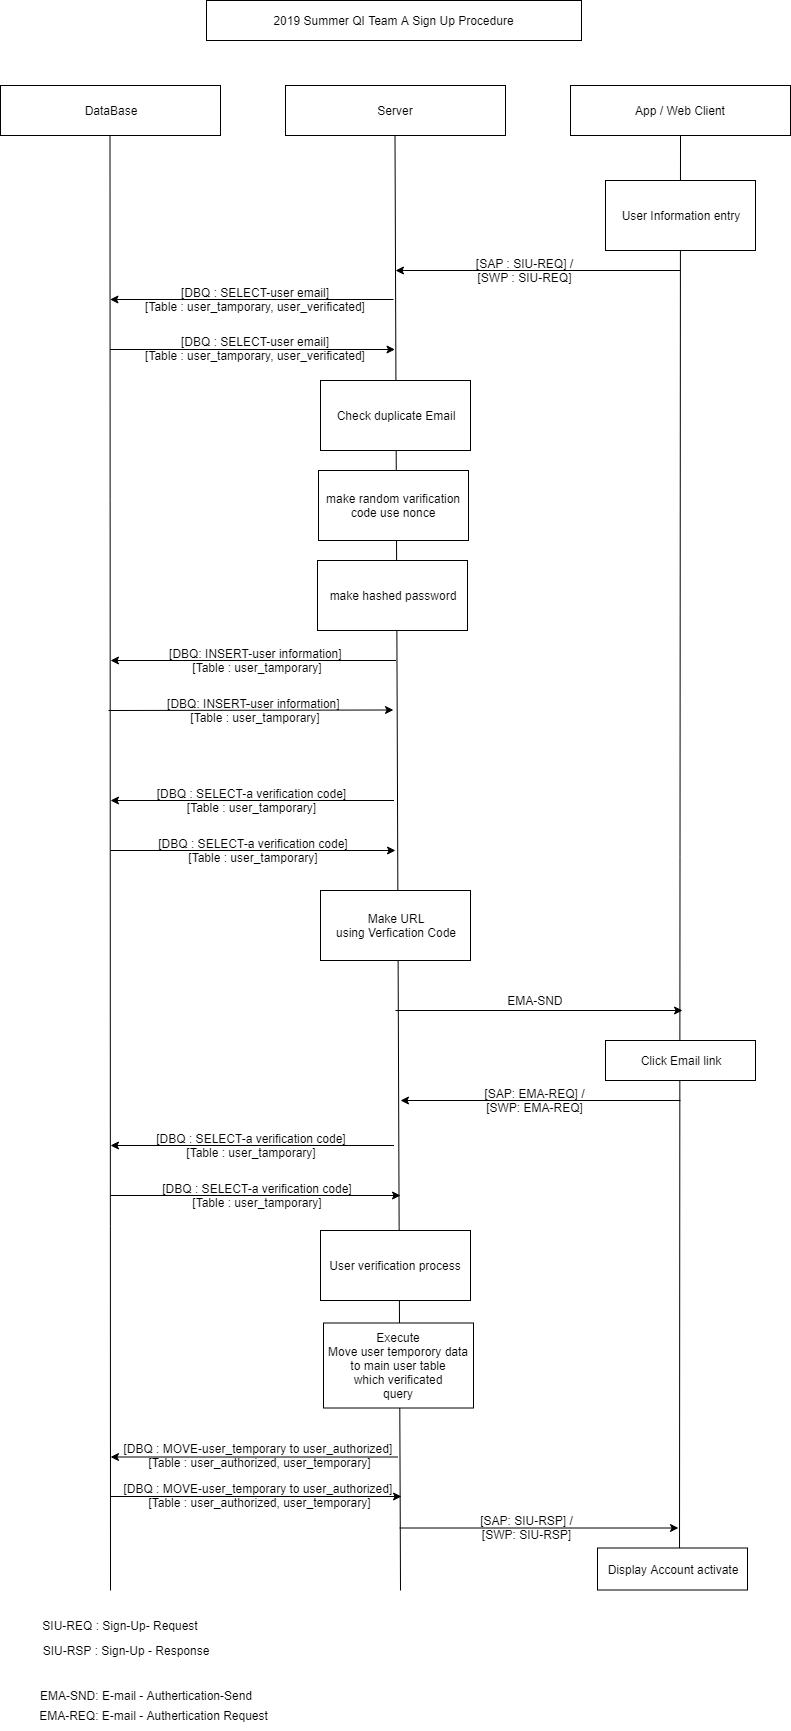 2019 Summer QI Team A Sign Up Procedure
DataBase
Server
App / Web Client
User Information entry
[SAP : SIU-REQ] /
[SWP : SIU-REQ]
[DBQ : SELECT-user email]
[Table : user_tamporary, user_verificated]
[DBQ : SELECT-user email]
[Table : user_tamporary, user_verificated]
Check duplicate Email
make random varification
code use nonce
make hashed password
[DBQ: INSERT-user information]
[Table : user_tamporary]
[DBQ: INSERT-user information]
[Table : user_tamporary]
[DBQ : SELECT-a verification code]
[Table : user_tamporary]
[DBQ : SELECT-a verification code]
[Table : user_tamporary]
Make URL
using Verfication Code
EMA-SND
Click Email link
[SAP: EMA-REQ] /
[SWP: EMA-REQ]
[DBQ : SELECT-a verification code]
[Table : user_tamporary]
[DBQ : SELECT-a verification code]
[Table : user_tamporary]
User verification process
Execute
Move user temporory data
to main user table
which verificated
query
[DBQ : MOVE-user_temporary to user_authorized]
[Table : user_authorized, user_temporary]
[DBQ : MOVE-user_temporary to user_authorized]
[Table : user_authorized, user_temporary]
[SAP: SIU-RSP] /
[SWP: SIU-RSP]
Display Account activate
SIU-REQ : Sign-Up- Request
SIU-RSP : Sign-Up - Response
EMA-SND: E-mail - Authertication-Send
EMA-REQ: E-mail - Authertication Request